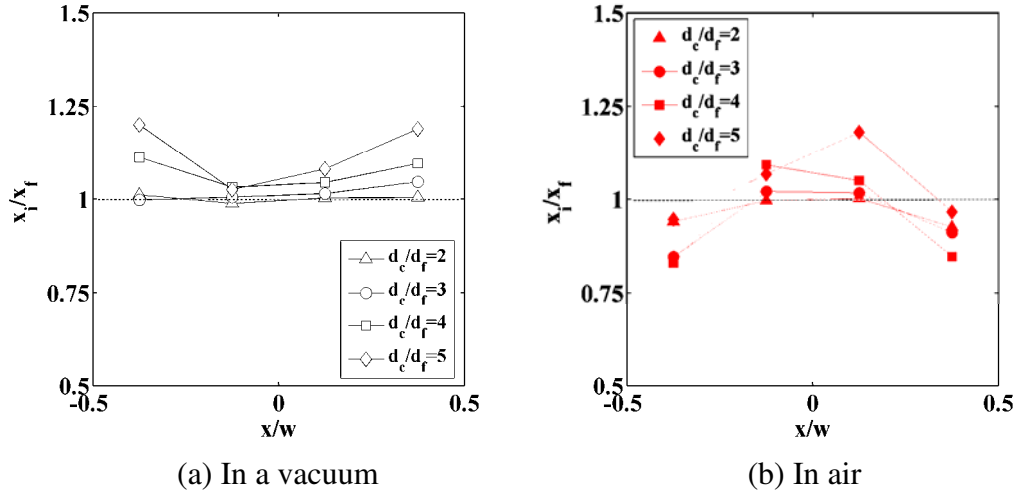 1.5
1.25
1
0.75
0.5
x_i/x_f
-0.5
0
0.5
x/w
d_c/d_f=2
d_c/d_f=3
d_c/d_f=4
d_c/d_f=5
(a) In a vacuum
1.5
1.25
1
0.75
0.5
x_i/x_f
-0.5
0
0.5
x/w
d_c/d_f=2
d_c/d_f=3
d_c/d_f=4
d_c/d_f=5
(b) In air